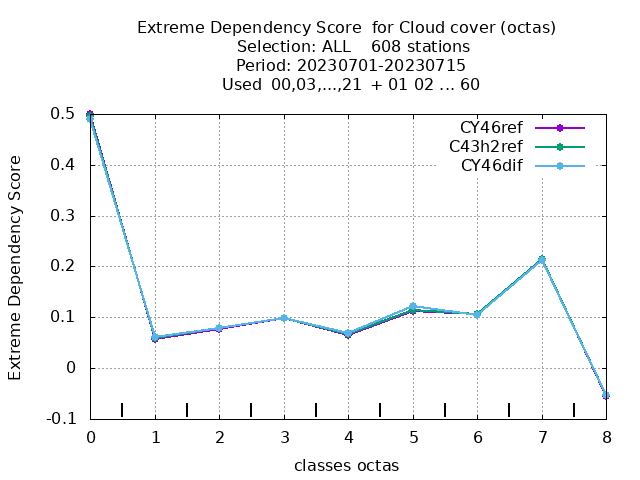 Extreme Dependency Score  for Cloud cover (octas)
Selection: ALL    608 stations
Period: 20230701-20230715
Used  00,03,...,21  + 01 02 ... 60
CY46ref
C43h2ref
CY46dif
Extreme Dependency Score
0.5
0.4
0.3
0.2
0.1
0
-0.1
0 1 2 3 4 5 6 7 8
classes octas